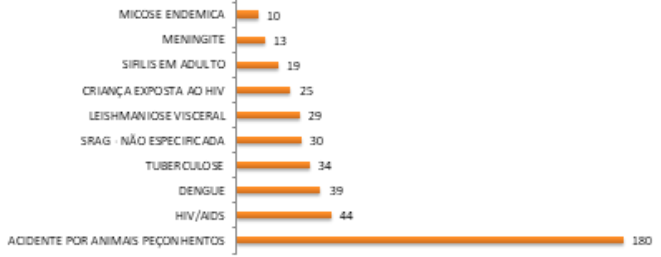 MICOSE ENDEMICA 10
MENINGITE 13
SIFILIS EM ADULTO 19
CRIANÇA EXPOSTA AO HIV 25
LEISHMANIOSE VISCERAL 29
SRAG - NÃO ESPECIFICADA 30
TUBERCULOSE 34
DENGUE 39
HIV/AIDS 44
ACIDENTE POR ANIMAIS PEÇONHENTOS 180